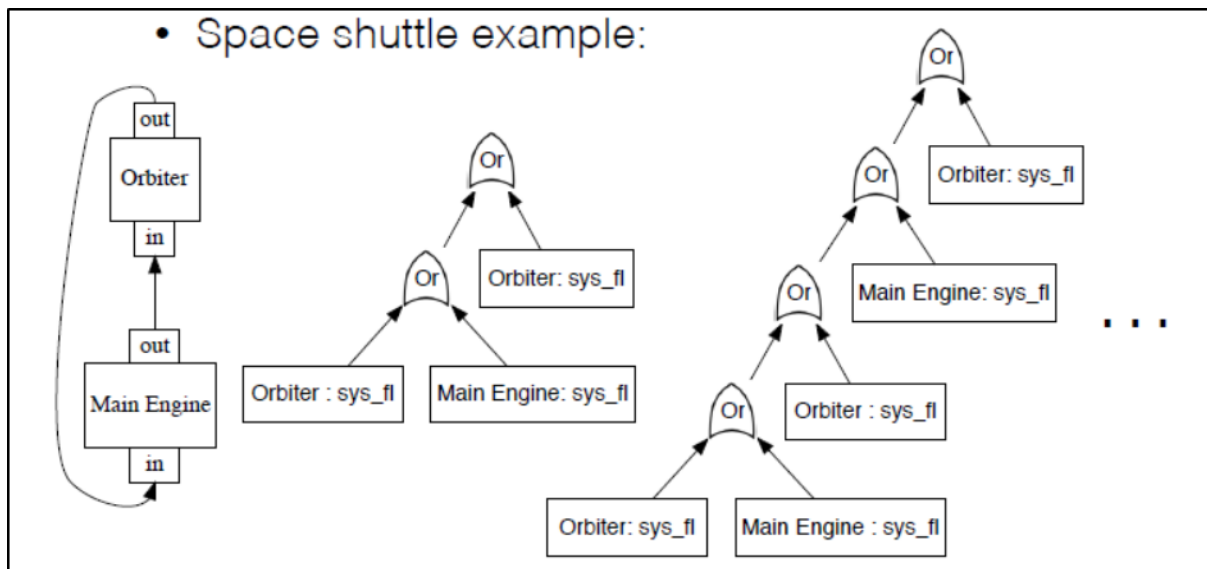 • Space shuttle example:
out
Orbiter
in
out
Main Engine
in
Or
Or
Orbiter: sys_fl
Orbiter : sys_fl
Main Engine: sys_fl
Or
Or
Orbiter: sys_fl
Or
Main Engine: sys_fl
Or
Orbiter : sys_fl
Orbiter: sys_fl
Main Engine : sys_fl
...